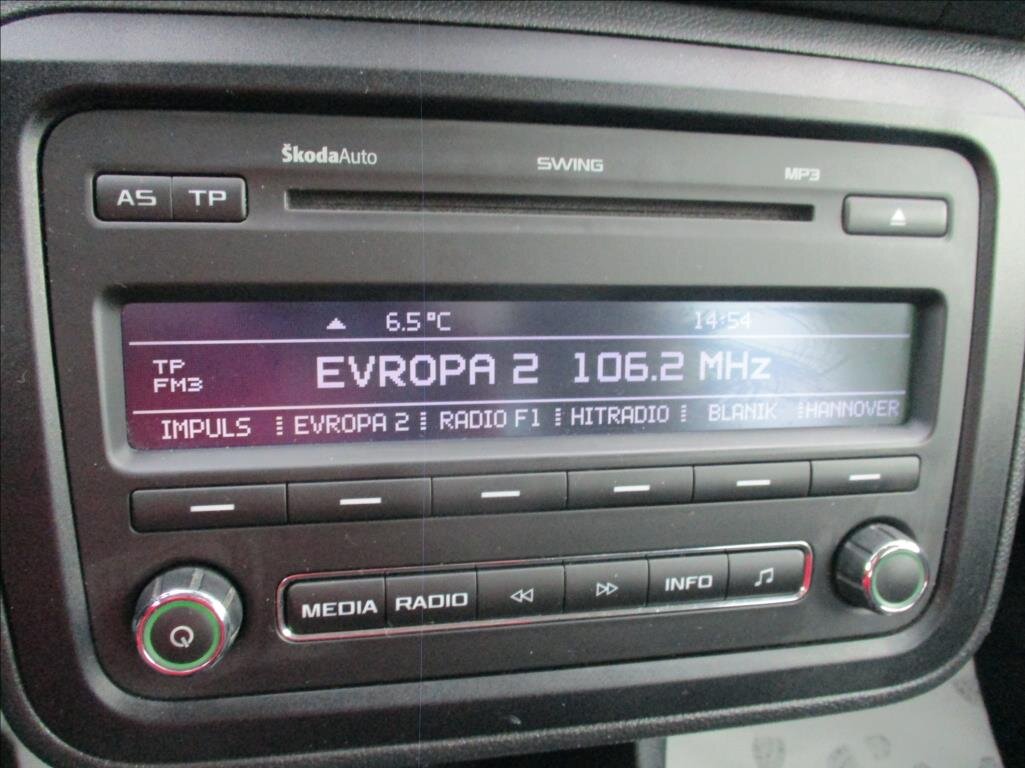 ŠkodaAuto SWING MP3
AS TP
6.5°C 14:54
TP
FM3
EVROPA 2 106.2 MHz
IMPULS EVROPA 2 RADIO F1 HITRADIO BLANIK HANNOVER
MEDIA RADIO INFO